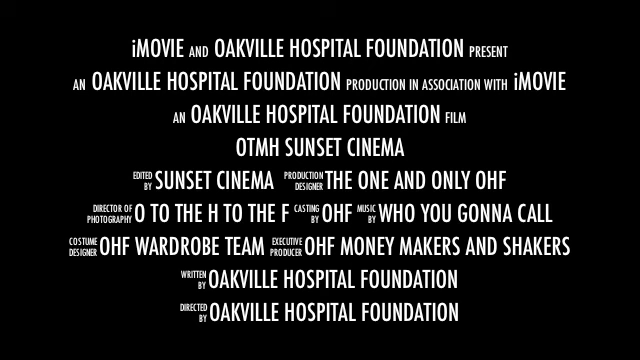 iMOVIE AND OAKVILLE HOSPITAL FOUNDATION PRESENT
AN OAKVILLE HOSPITAL FOUNDATION PRODUCTION IN ASSOCIATION WITH iMOVIE
AN OAKVILLE HOSPITAL FOUNDATION FILM
OTMH SUNSET CINEMA
EDITED BY SUNSET CINEMA PRODUCTION DESIGNER THE ONE AND ONLY OHF
DIRECTOR OF PHOTOGRAPHY O TO THE H TO THE F CASTING BY OHF MUSIC BY WHO YOU GONNA CALL
COSTUME DESIGNER OHF WARDROBE TEAM EXECUTIVE PRODUCER OHF MONEY MAKERS AND SHAKERS
WRITTEN BY OAKVILLE HOSPITAL FOUNDATION
DIRECTED BY OAKVILLE HOSPITAL FOUNDATION